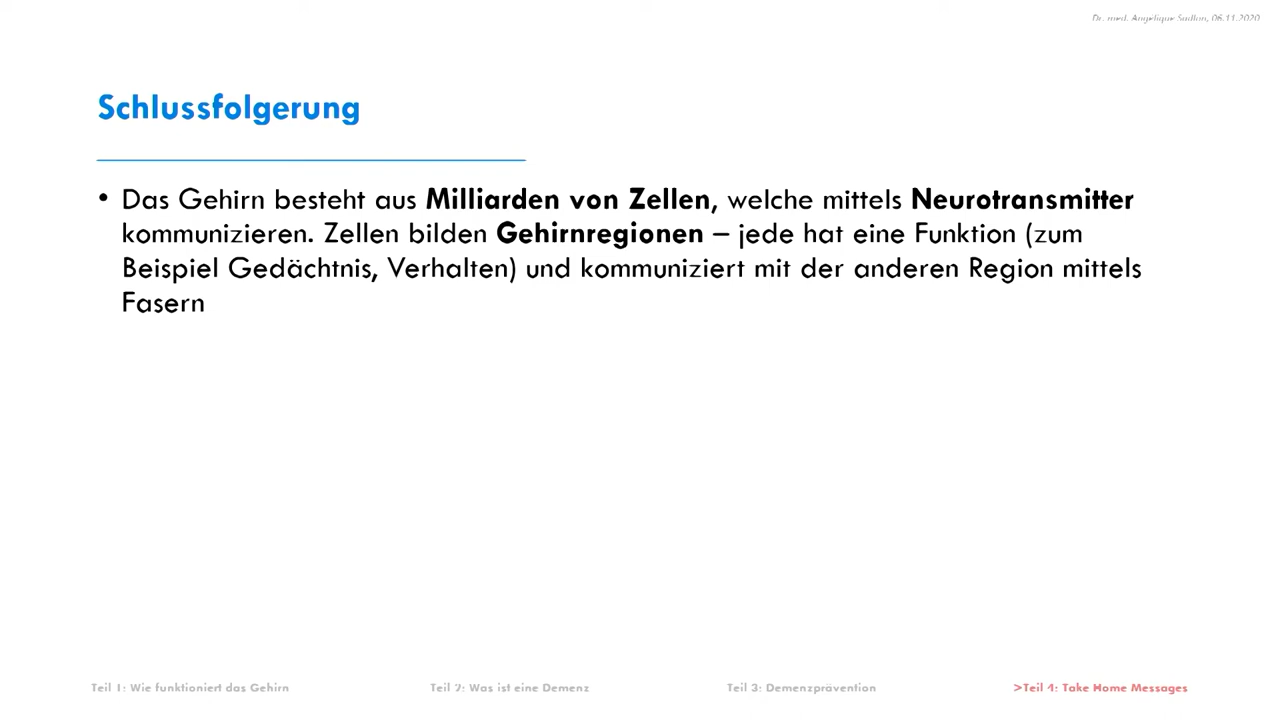 Dr. med. Angélique Sudlon, 06.11.2020
Schlussfolgerung
• Das Gehirn besteht aus Milliarden von Zellen, welche mittels Neurotransmitter
kommunizieren. Zellen bilden Gehirnregionen – jede hat eine Funktion (zum
Beispiel Gedächtnis, Verhalten) und kommuniziert mit der anderen Region mittels
Fasern
Teil 1: Wie funktioniert das Gehirn
Teil 2: Was ist eine Demenz
Teil 3: Demenzprävention
>Teil 4: Take Home Messages